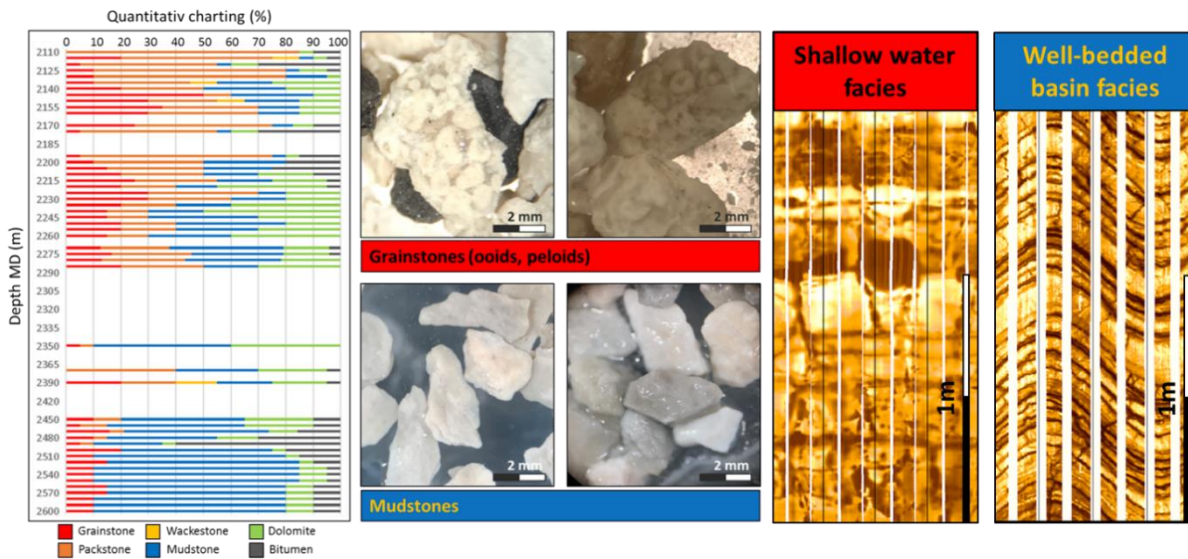 Quantitativ charting (%)
0 10 20 30 40 50 60 70 80 90 100
Depth MD (m)
2110
2125
2140
2155
2170
2185
2200
2215
2230
2245
2260
2275
2290
2305
2320
2335
2350
2365
2390
2420
2450
2480
2510
2540
2570
2600
Grainstone
Wackestone
Dolomite
Packstone
Mudstone
Bitumen
2 mm
2 mm
Grainstones (ooids, peloids)
2 mm
2 mm
Mudstones
Shallow water
facies
1m
Well-bedded
basin facies
1m